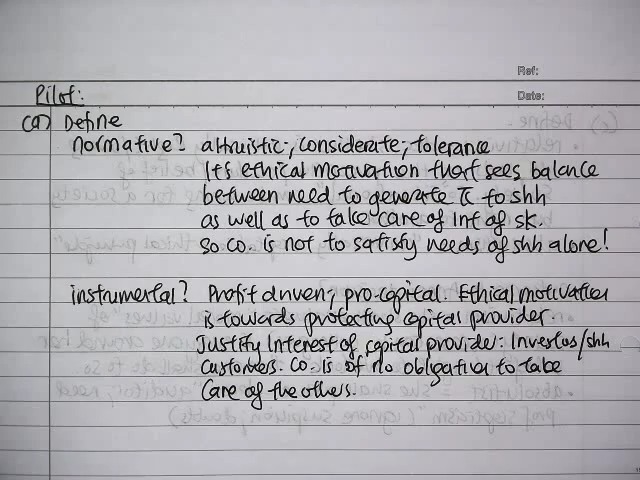 Ref:
Date:
Pilot:
(a) Define
normative? altruistic, considerate, tolerance
It's ethical motivation that sees balance
between need to generate π to shh
as well as to take care of int of sk.
So co. is not to satisfy needs of shh alone!
instrumental? Profit driven, pro-capital. Ethical motivation
is towards protecting capital provider.
Justify interest of capital provider: Investors/shh
customers. Co. is of no obligation to take
care of the others.